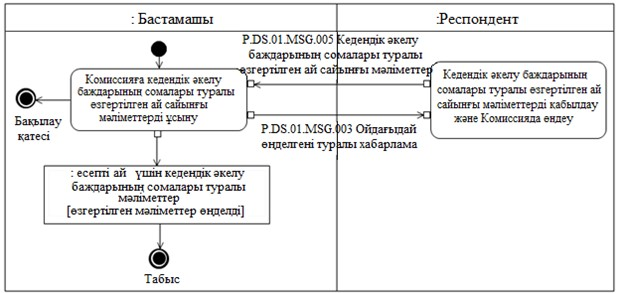 : Бастамашы
:Респондент
P.DS.01.MSG.005 Кедендік әкелу
баждарының сомалары туралы
өзгертілген ай сайынғы мәліметтер
Комиссияға кедендік әкелу
баждарының сомалары туралы
өзгертілген ай сайынғы
мәліметтерді ұсыну
Кедендік әкелу баждарынын
сомалары туралы өзгертілген ай
сайынғы мәліметтерді кабылдау
және Комиссияда өндеу
Бақылау
қатесі
P.DS.01.MSG.003 Ойдағыдай
өңделгені туралы хабарлама
: есепті ай үшін кедендік әкелу
баждарының сомалары туралы
мәліметтер
[өзгертілген мәліметтер өңделді]
Табыс